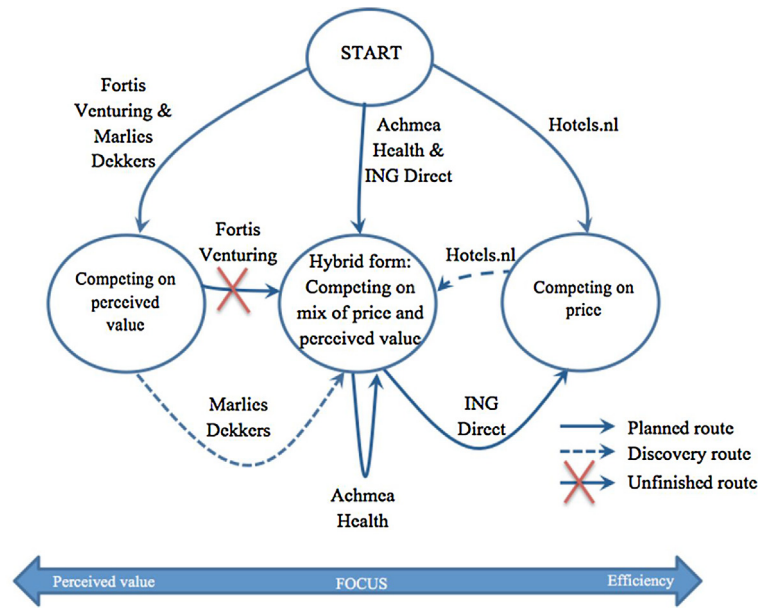 START
Fortis
Venturing &
Marlies
Dekkers
Achmea
Health &
ING Direct
Hotels.nl
Fortis
Venturing
Hotels.nl
Competing on
perceived
value
Hybrid form:
Competing on
mix of price and
perceived value
Competing on
price
Marlies
Dekkers
ING
Direct
Achmea
Health
Planned route
Discovery route
Unfinished route
Perceived value
FOCUS
Efficiency